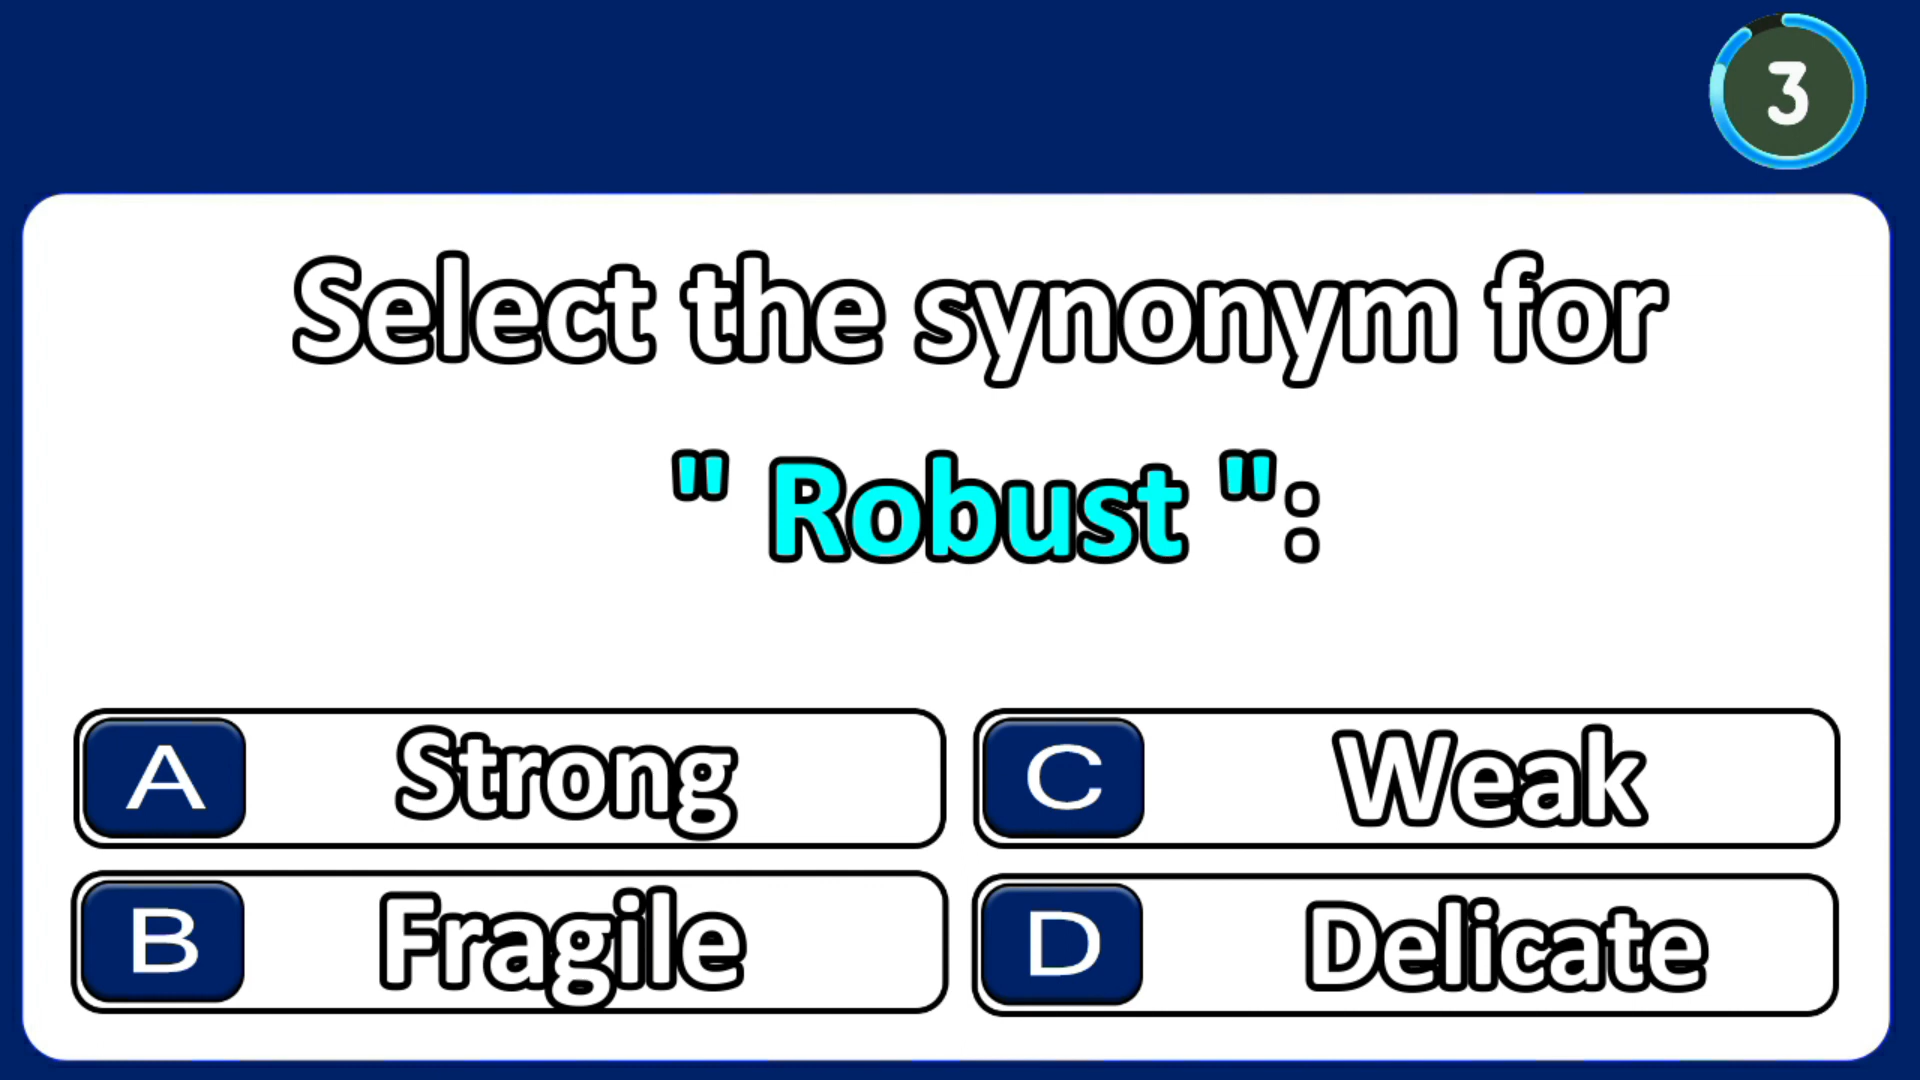 3
Select the synonym for
" Robust ":
A Strong
C Weak
B Fragile
D Delicate